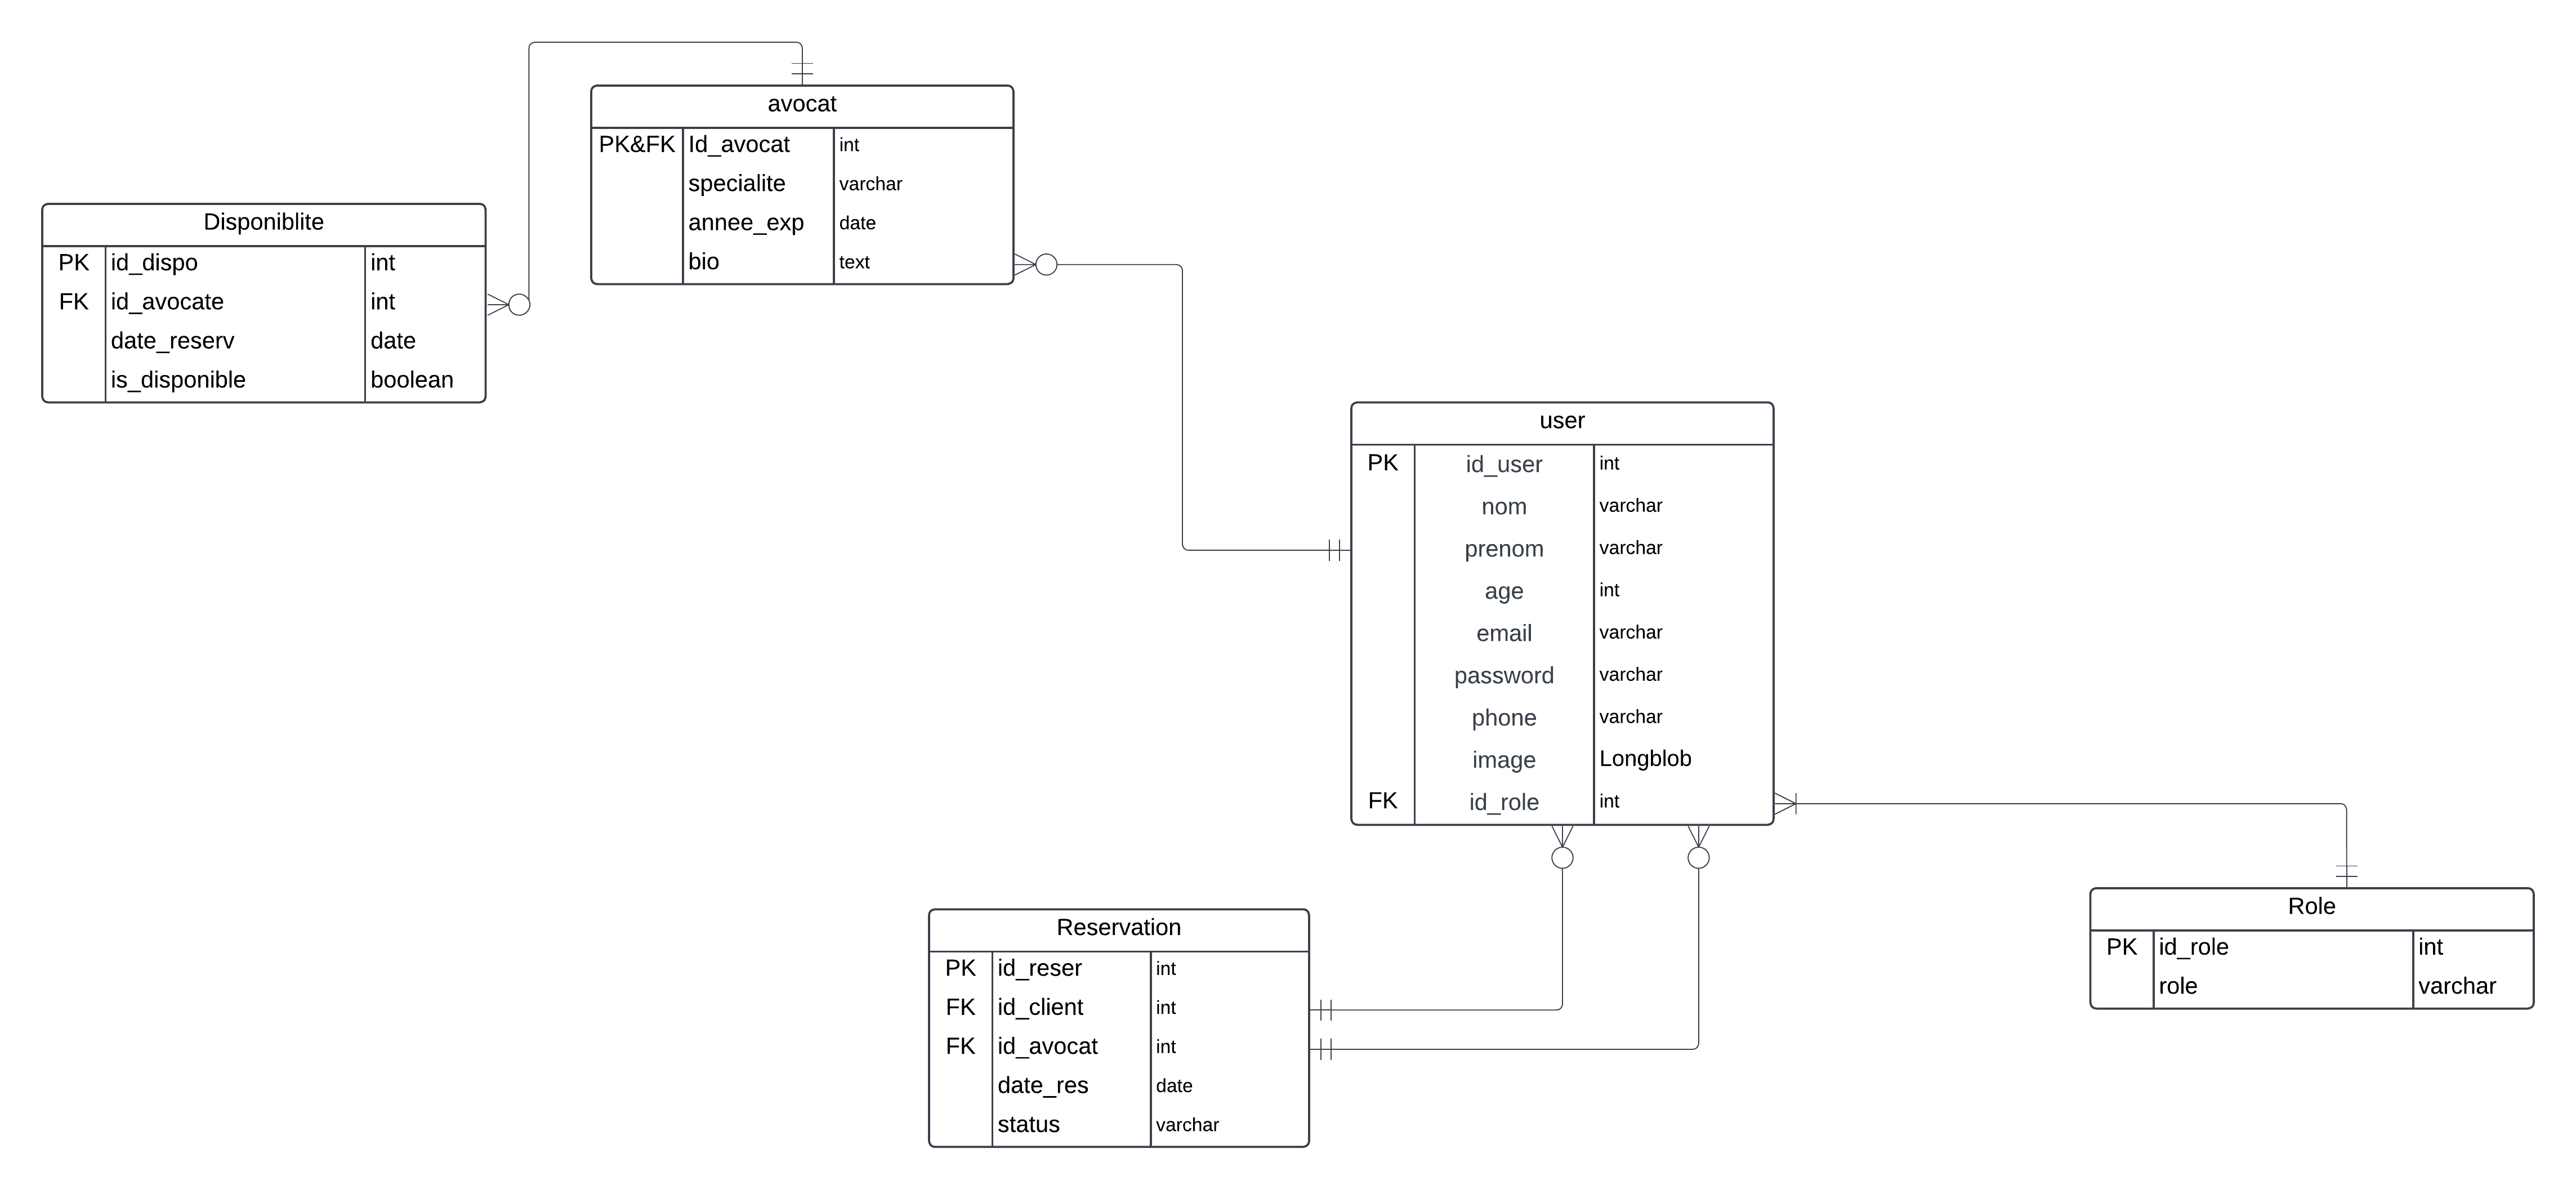 avocat
PK&FK Id_avocat int
specialite varchar
annee_exp date
bio text
Disponiblite
PK id_dispo int
FK id_avocate int
date_reserv date
is_disponible boolean
user
PK id_user int
nom varchar
prenom varchar
age int
email varchar
password varchar
phone varchar
image Longblob
FK id_role int
Reservation
PK id_reser int
FK id_client int
FK id_avocat int
date_res date
status varchar
Role
PK id_role int
role varchar